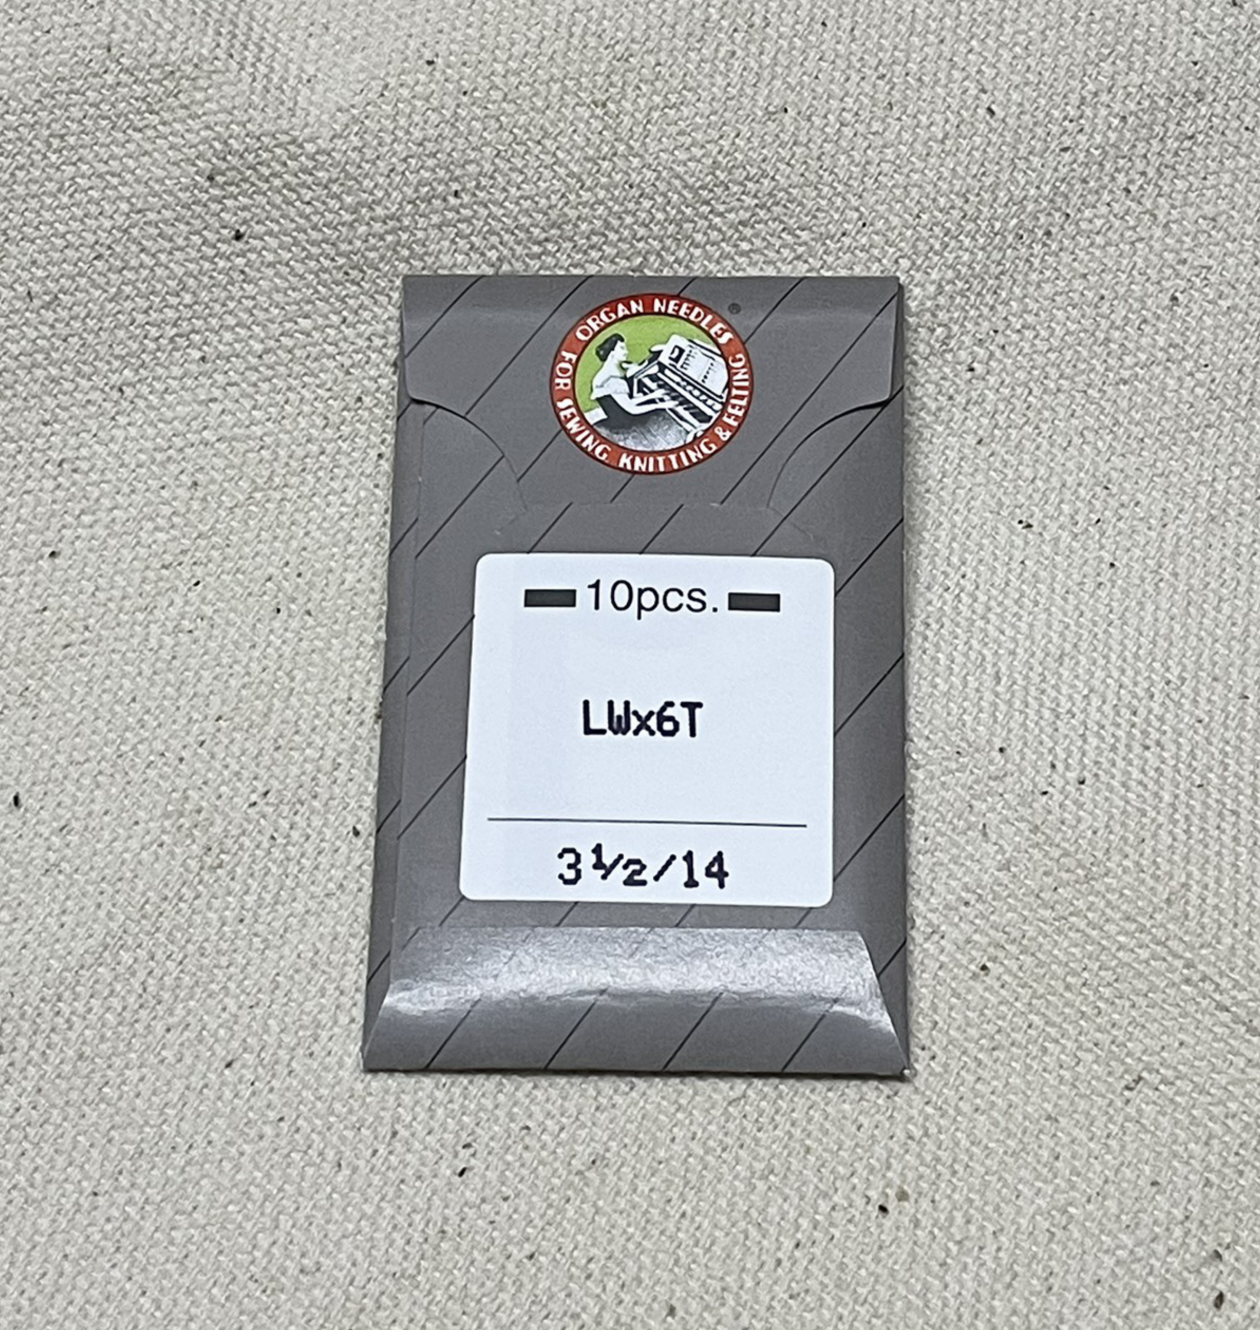 ORGAN NEEDLES ®
FOR SEWING, KNITTING & FELTING
10pcs.
LWx6T
3½/14